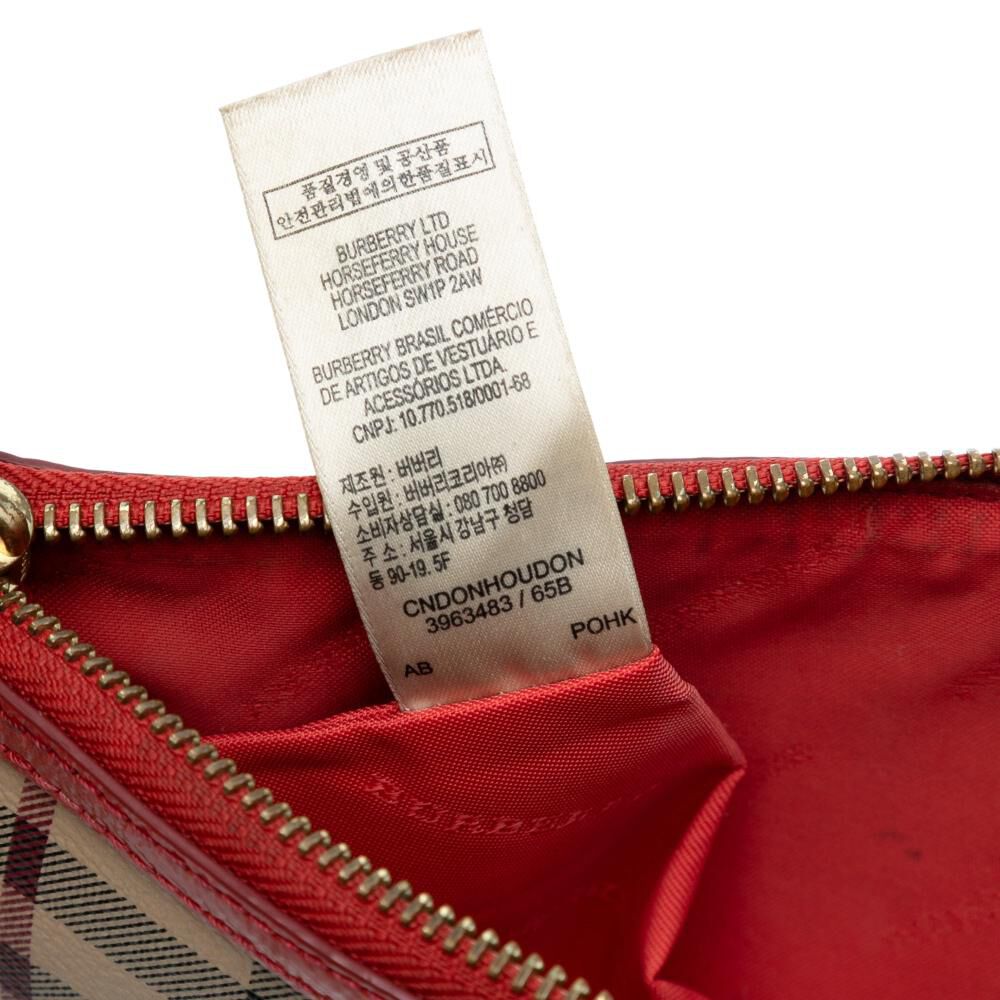 품질경영 및 공산품
안전관리법에의한품질표시
BURBERRY LTD
HORSEFERRY HOUSE
HORSEFERRY ROAD
LONDON SW1P 2AW
BURBERRY BRASIL COMÉRCIO
DE ARTIGOS DE VESTUÁRIO E
ACESSÓRIOS LTDA.
CNPJ: 10.770.518/0001-68
제조원 : 버버리
수입원 : 버버리코리아㈜
소비자상담실 : 080 700 8800
주 소 : 서울시 강남구 청담
동 90-19. 5F
CNDONHOUDON
3963483 / 65B
POHK
AB
BURBERRY